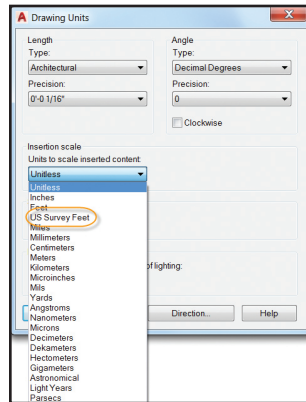 A Drawing Units
Length
Type:
Architectural
Precision:
0'-0 1/16"
Angle
Type:
Decimal Degrees
Precision:
0
Clockwise
Insertion scale
Units to scale inserted content:
Unitless
Unitless
Inches
Feet
US Survey Feet
Miles
Millimeters
Centimeters
Meters
Kilometers
Microinches
Mils
Yards
Angstroms
Nanometers
Microns
Decimeters
Dekameters
Hectometers
Gigameters
Astronomical
Light Years
Parsecs
of lighting:
Direction...
Help